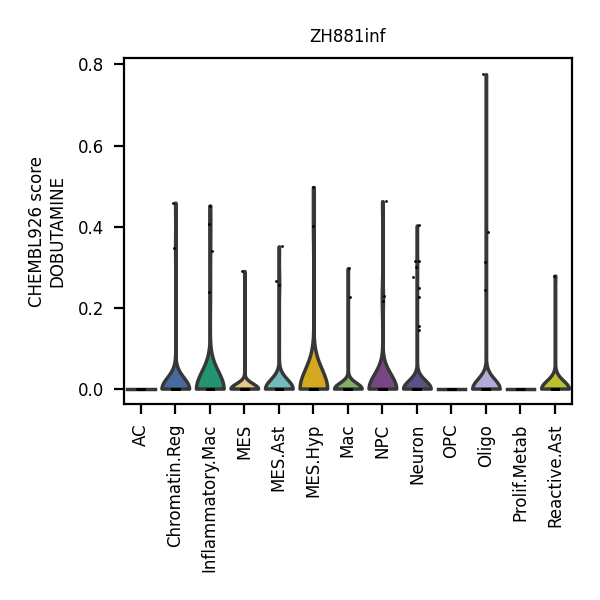 ZH881inf
CHEMBL926 score
DOBUTAMINE
0.8
0.6
0.4
0.2
0.0
AC
Chromatin.Reg
Inflammatory.Mac
MES
MES.Ast
MES.Hyp
Mac
NPC
Neuron
OPC
Oligo
Prolif.Metab
Reactive.Ast